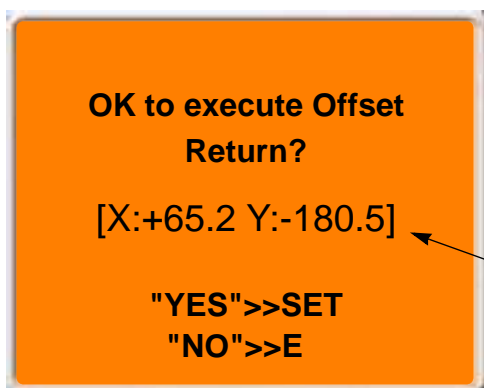 OK to execute Offset
Return?
[X:+65.2 Y:-180.5]
"YES">>SET
"NO">>E